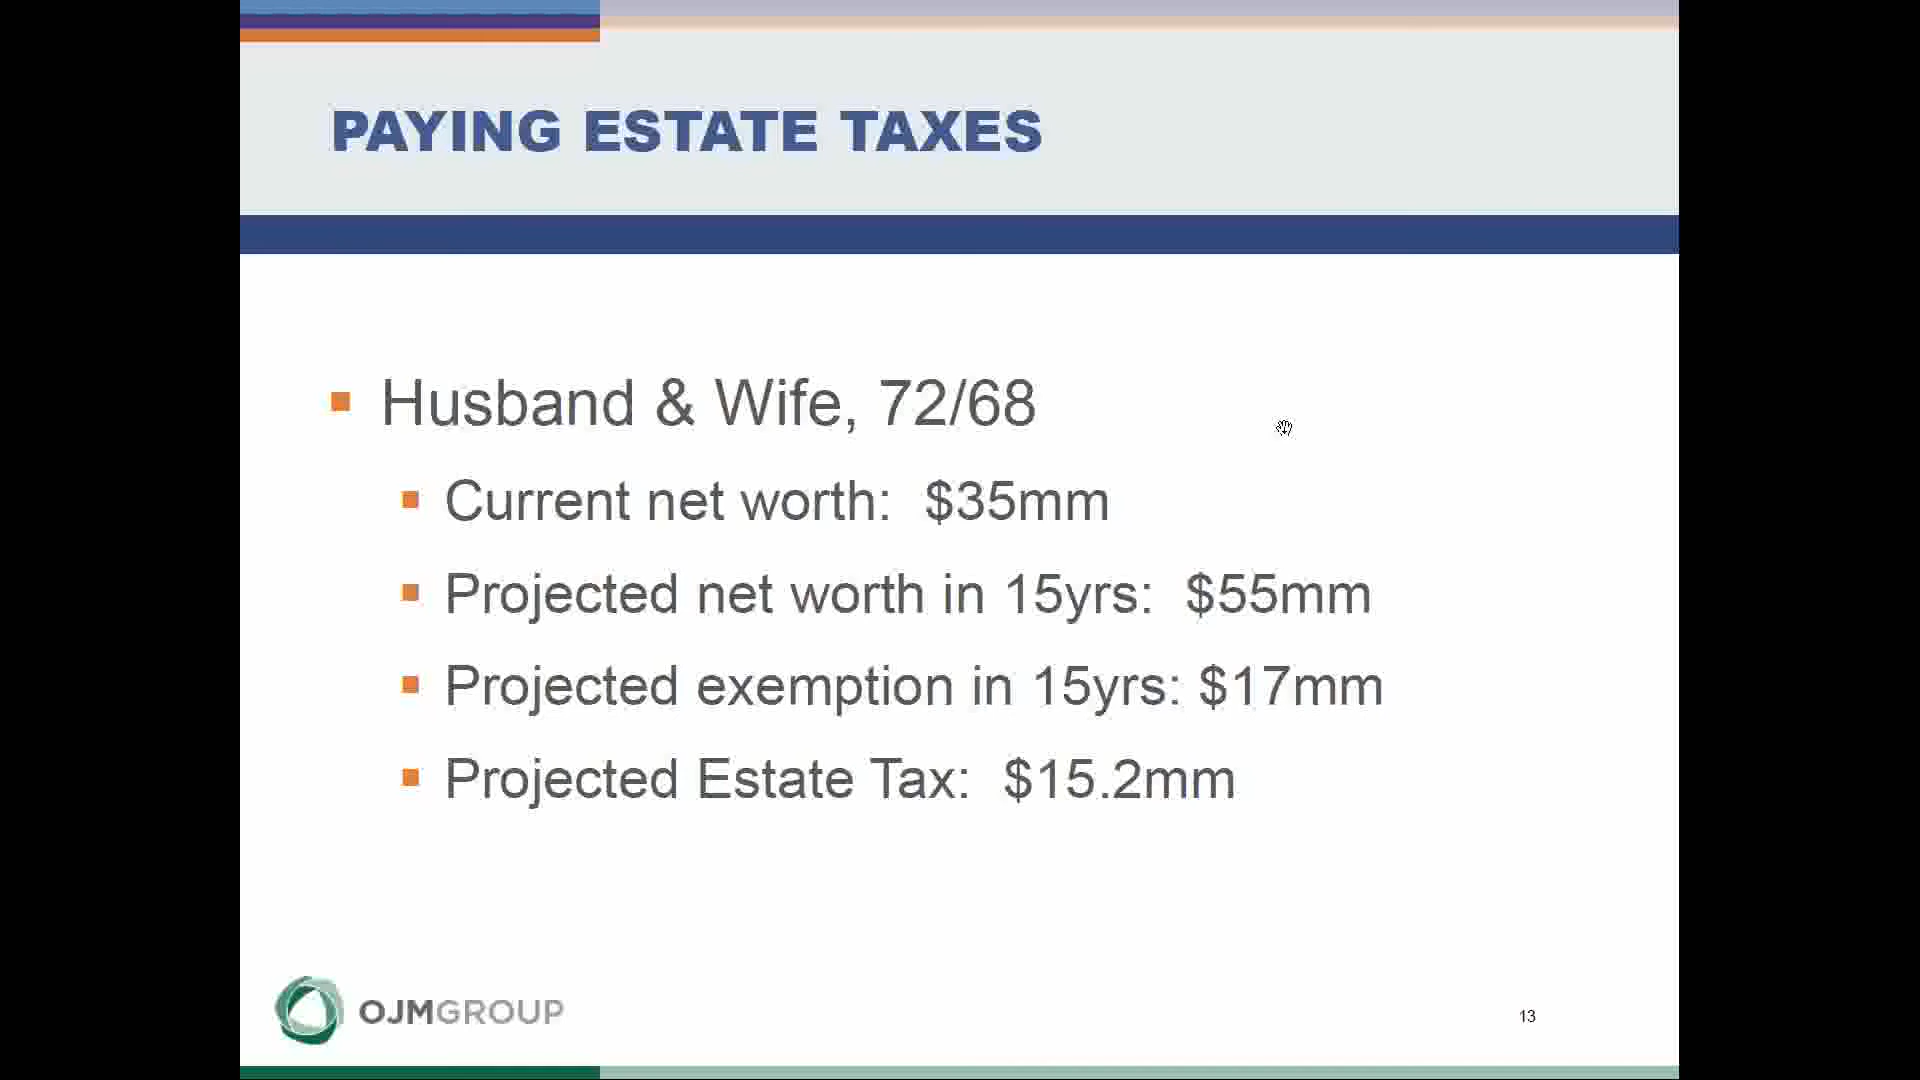 PAYING ESTATE TAXES
Husband & Wife, 72/68
Current net worth: $35mm
Projected net worth in 15yrs: $55mm
Projected exemption in 15yrs: $17mm
Projected Estate Tax: $15.2mm
OJMGROUP
13